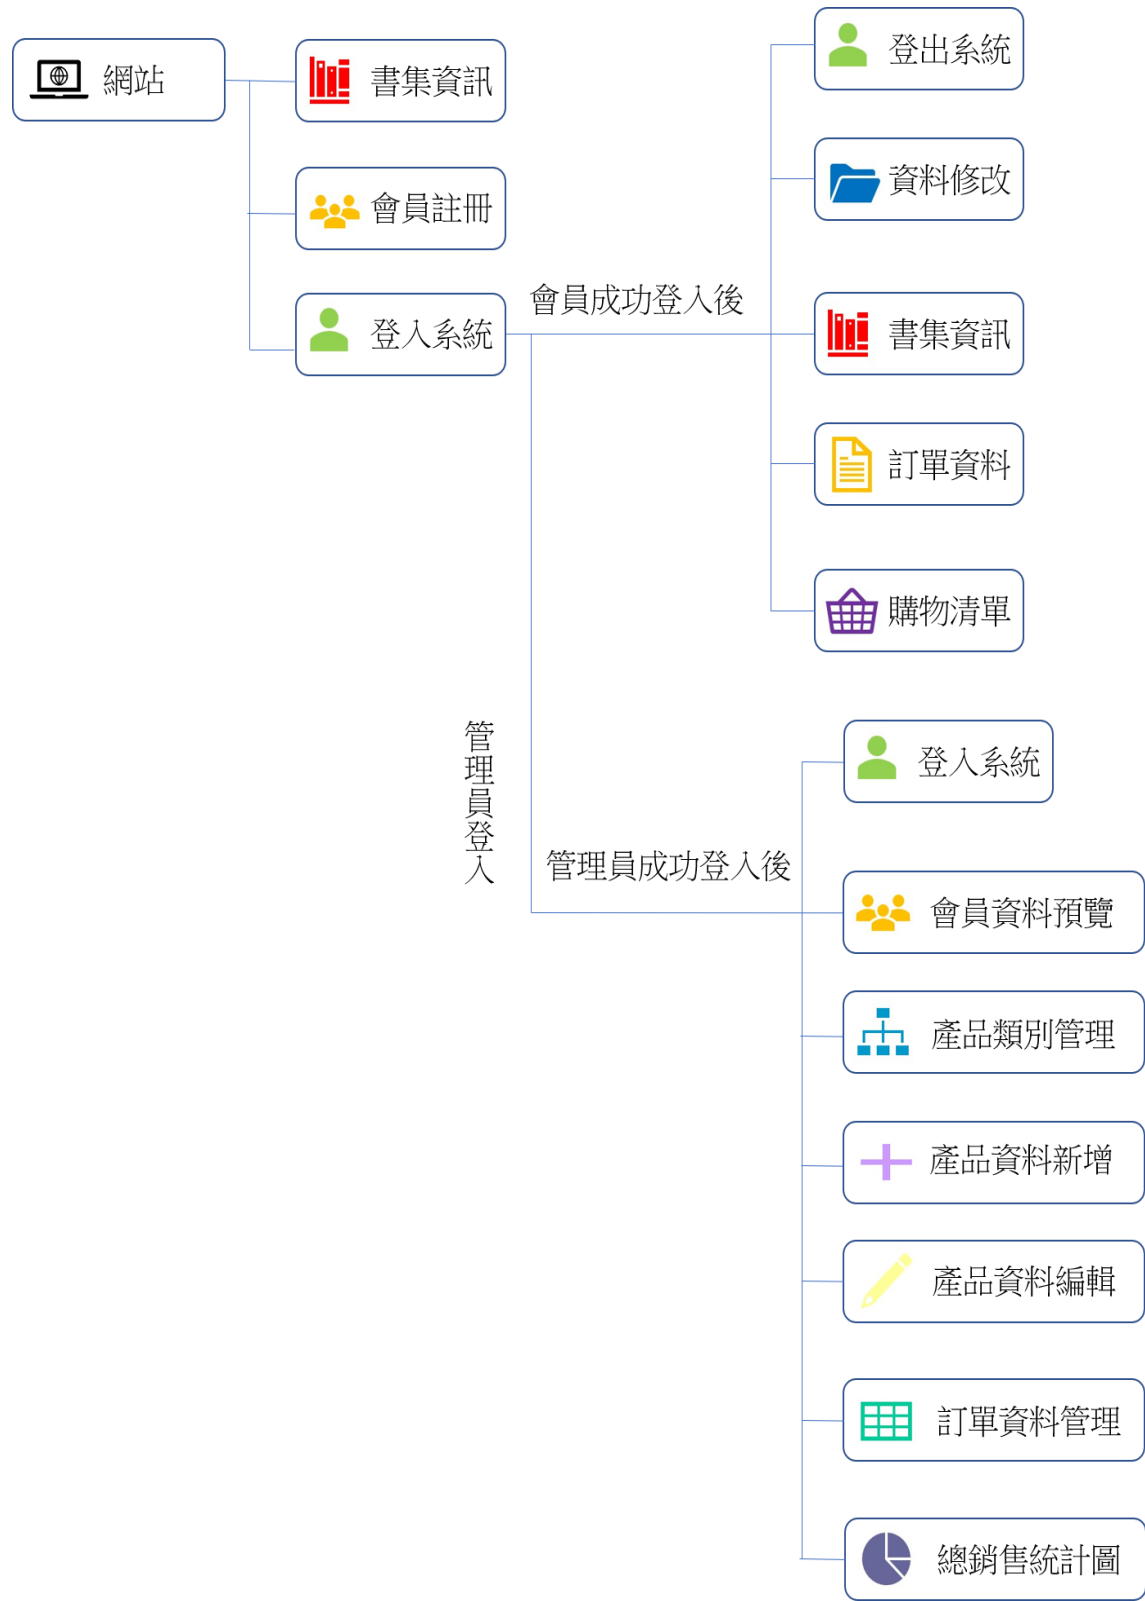 網站
書集資訊
會員註冊
登入系統
會員成功登入後
登出系統
資料修改
書集資訊
訂單資料
購物清單
管理員登入
管理員成功登入後
登入系統
會員資料預覽
產品類別管理
產品資料新增
產品資料編輯
訂單資料管理
總銷售統計圖